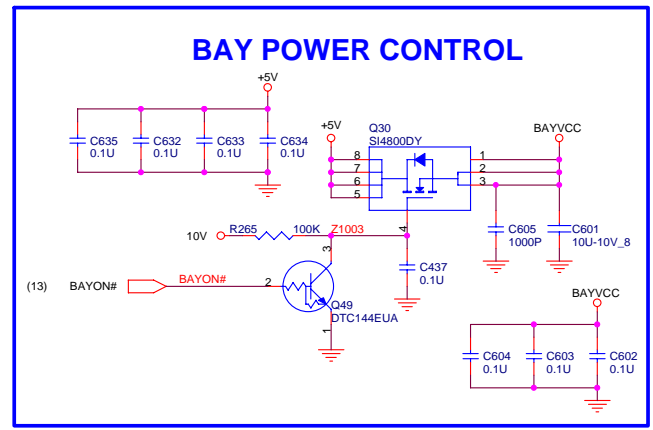 BAY POWER CONTROL
+5V
C635
0.1U
C632
0.1U
C633
0.1U
C634
0.1U
+5V
Q30
SI4800DY
BAYVCC
8
7
6
5
1
2
3
4
C605
1000P
C601
10U-10V_8
10V
R265
100K
Z1003
3
C437
0.1U
(13)
BAYON#
BAYON#
2
Q49
DTC144EUA
1
BAYVCC
C604
0.1U
C603
0.1U
C602
0.1U